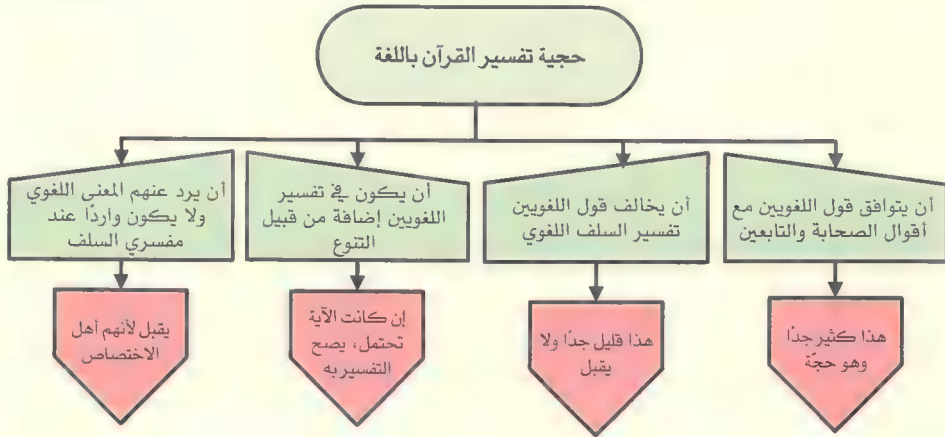 حجية تفسير القرآن باللغة
أن يتوافق قول اللغويين مع
أقوال الصحابة والتابعين
أن يخالف قول اللغويين
تفسير السلف اللغوي
أن يكون في تفسير
اللغويين إضافة من قبيل
التنوع
أن يرد عنهم المعنى اللغوي
ولا يكون واردًا عند
مفسري السلف
هذا كثير جدًا
وهو حجّة
هذا قليل جدًا ولا
يقبل
إن كانت الآية
تحتمل، يصح
التفسير به
يقبل لأنهم أهل
الاختصاص